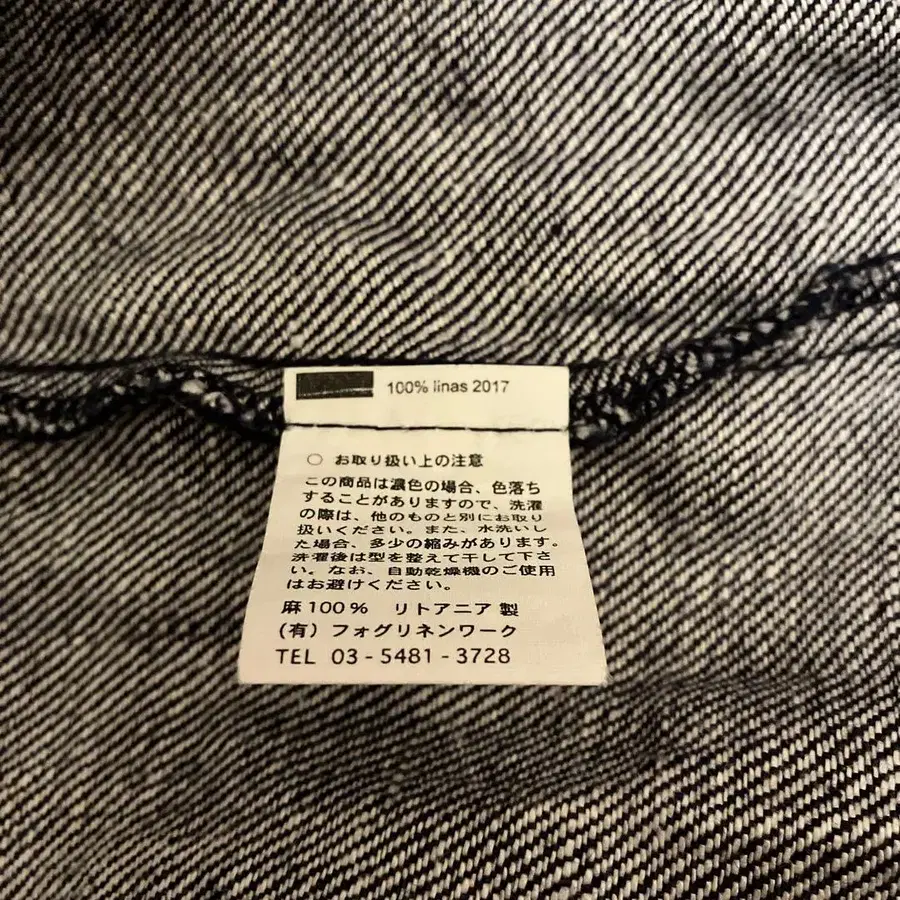 100% linas 2017
○ お取り扱い上の注意
この商品は濃色の場合、色落ち
することがありますので、洗濯
の際は、他のものと別にお取り
扱いください。また、水洗いし
た場合、多少の縮みがあります。
洗濯後は型を整えて干して下さ
い。なお、自動乾燥機のご使用
はお避けください。
麻100% リトアニア製
(有) フォグリネンワーク
TEL 03-5481-3728